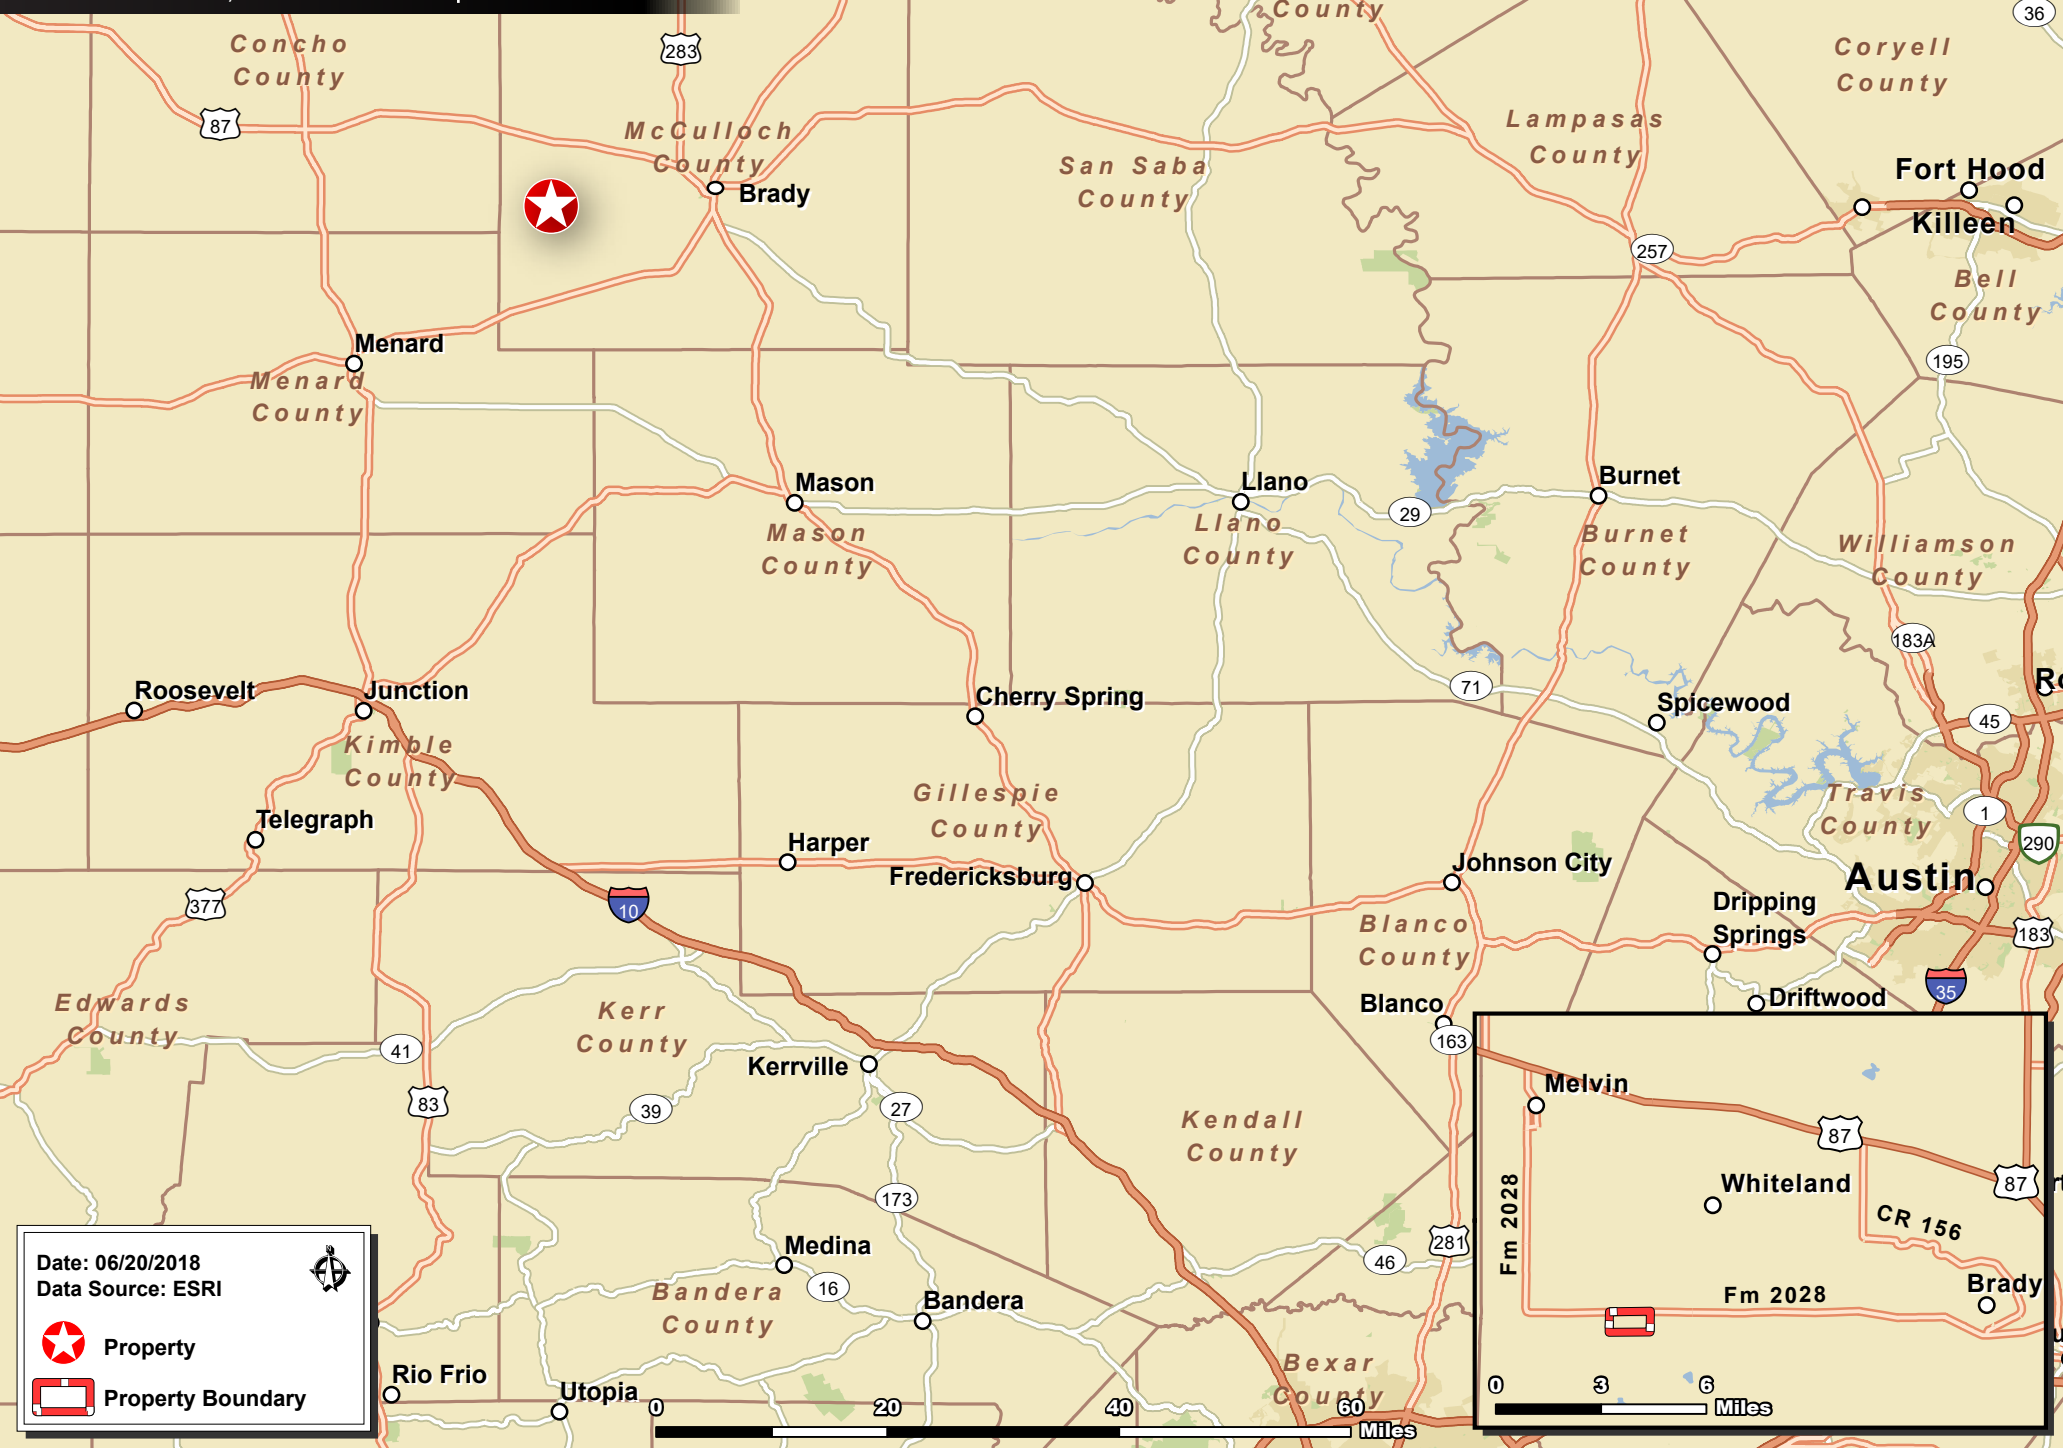 County
36
Concho
County
283
Coryell
County
87
McCulloch
County
Lampasas
County
San Saba
County
Fort Hood
Brady
Killeen
257
Bell
County
Menard
Menard
County
195
Mason
Llano
Burnet
29
Mason
County
Llano
County
Burnet
County
Williamson
County
183A
Roosevelt
Junction
Cherry Spring
71
Spicewood
Ro
45
Kimble
County
Gillespie
County
Travis
County
1
Telegraph
Harper
290
Fredericksburg
Johnson City
Austin
377
10
Dripping
Springs
Blanco
County
183
Edwards
County
Kerr
County
Blanco
35
Driftwood
41
163
Kerrville
83
39
27
Kendall
County
173
281
Medina
46
16
Bandera
County
Bandera
Bexar
County
Rio Frio
Utopia
0 20 40 60
Miles
Date: 06/20/2018
Data Source: ESRI
N
Property
Property Boundary
Melvin
87
Whiteland
87
Fm 2028
CR 156
Brady
Fm 2028
0 3 6
Miles